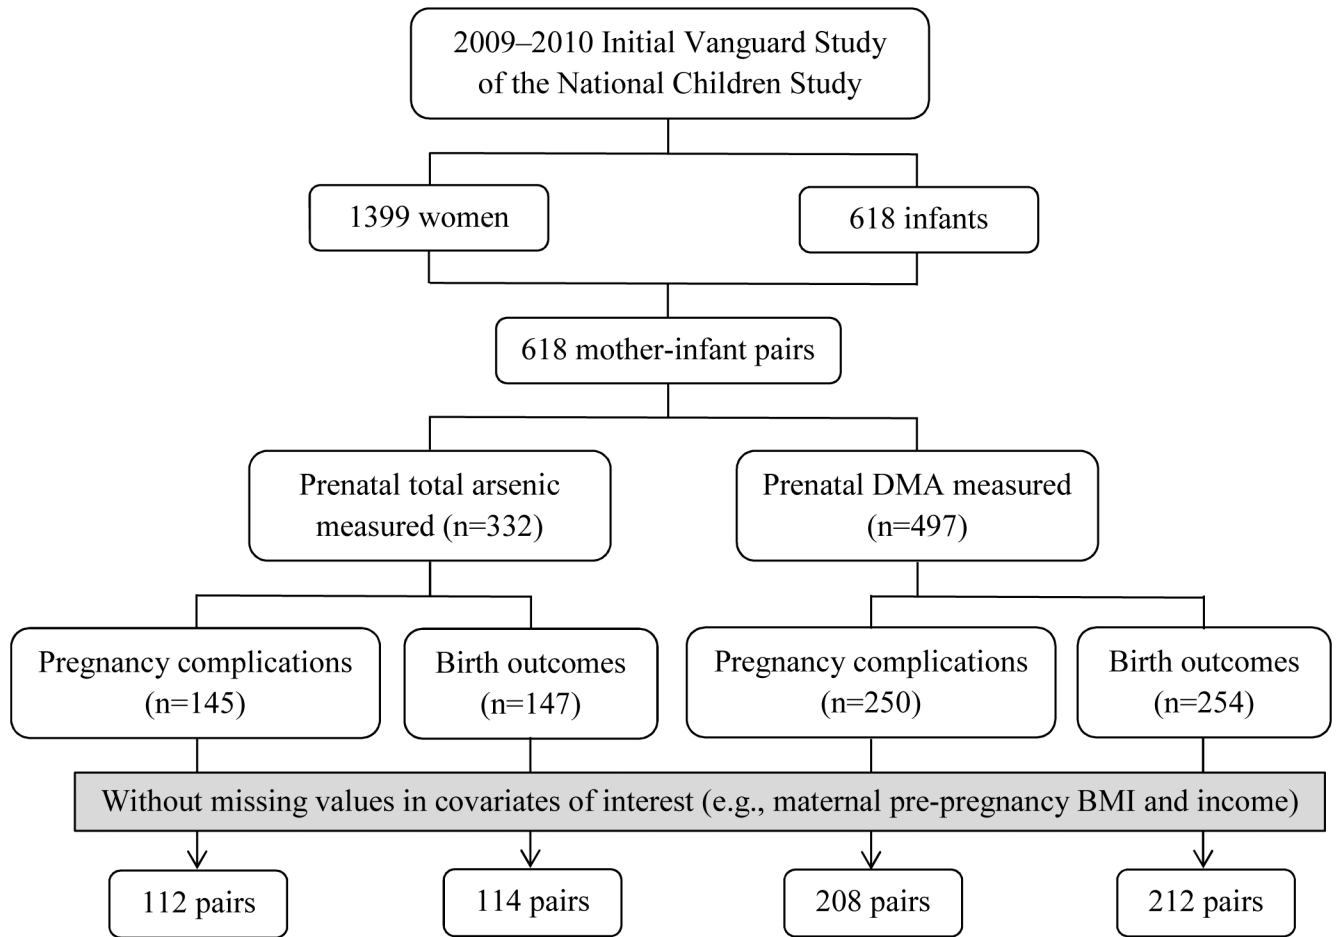 2009–2010 Initial Vanguard Study
of the National Children Study
1399 women
618 infants
618 mother-infant pairs
Prenatal total arsenic
measured (n=332)
Prenatal DMA measured
(n=497)
Pregnancy complications
(n=145)
Birth outcomes
(n=147)
Pregnancy complications
(n=250)
Birth outcomes
(n=254)
Without missing values in covariates of interest (e.g., maternal pre-pregnancy BMI and income)
112 pairs
114 pairs
208 pairs
212 pairs